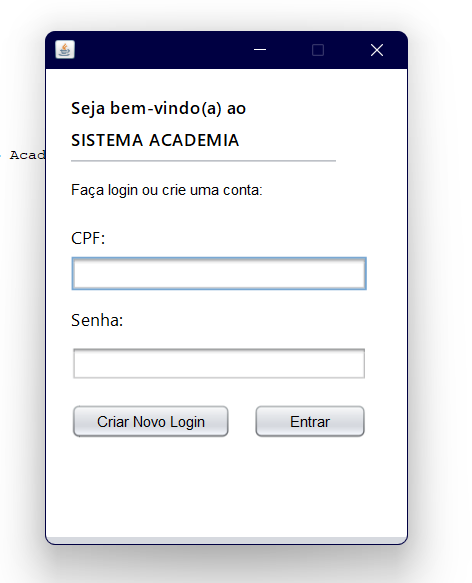 Seja bem-vindo(a) ao
Acad
SISTEMA ACADEMIA
Faça login ou crie uma conta:
CPF:
Senha:
Criar Novo Login
Entrar